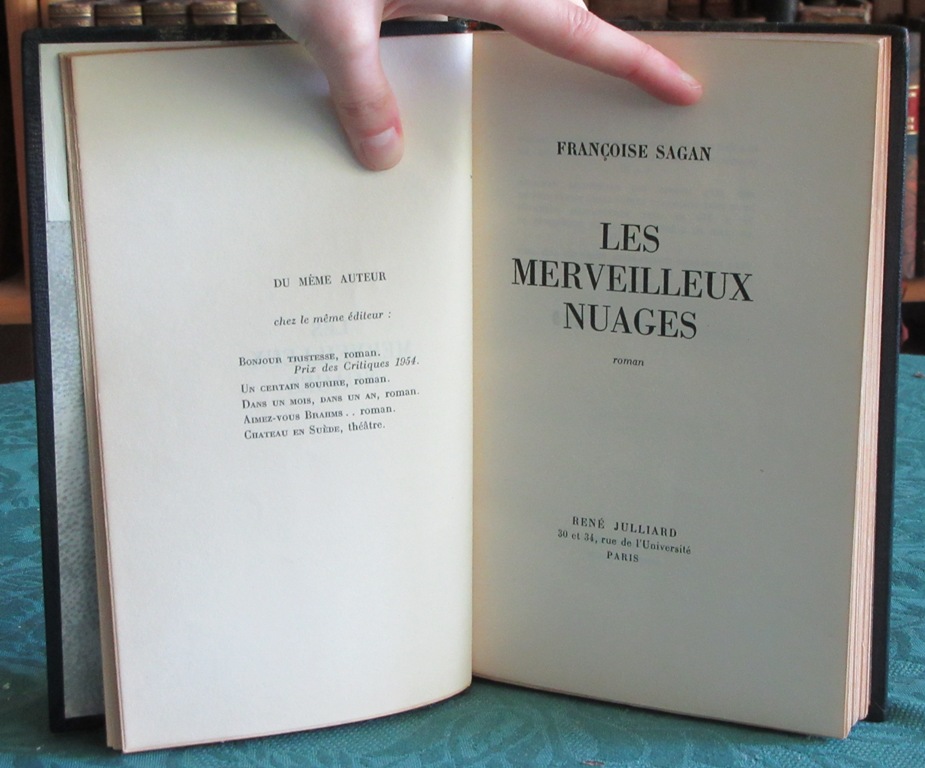 DU MÊME AUTEUR
chez le même éditeur :
BONJOUR TRISTESSE, roman.
Prix des Critiques 1954.
UN CERTAIN SOURIRE, roman.
DANS UN MOIS, DANS UN AN, roman.
AIMEZ-VOUS BRAHMS.. roman.
CHATEAU EN SUÈDE, théâtre.
FRANÇOISE SAGAN
LES
MERVEILLEUX
NUAGES
roman
RENÉ JULLIARD
30 et 34, rue de l'Université
PARIS